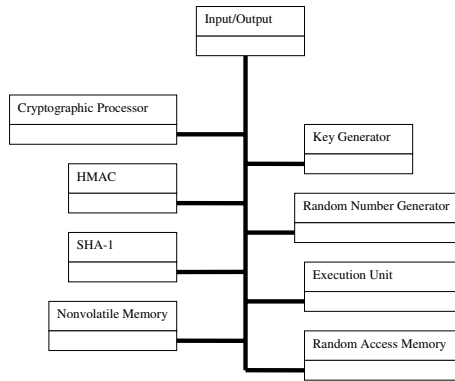 Input/Output
Cryptographic Processor
Key Generator
HMAC
Random Number Generator
SHA-1
Execution Unit
Nonvolatile Memory
Random Access Memory